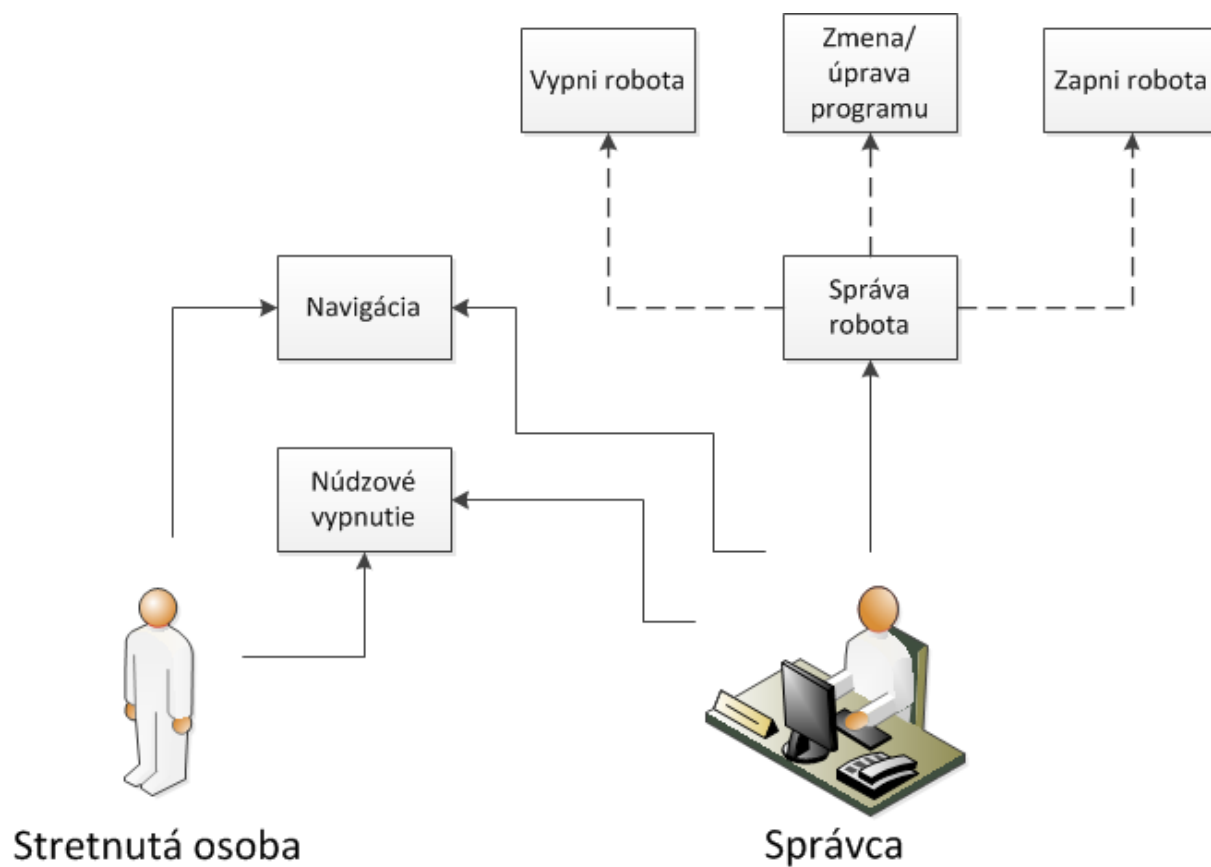 Vypni robota
Zmena/
úprava
programu
Zapni robota
Navigácia
Správa
robota
Núdzové
vypnutie
Stretnutá osoba
Správca